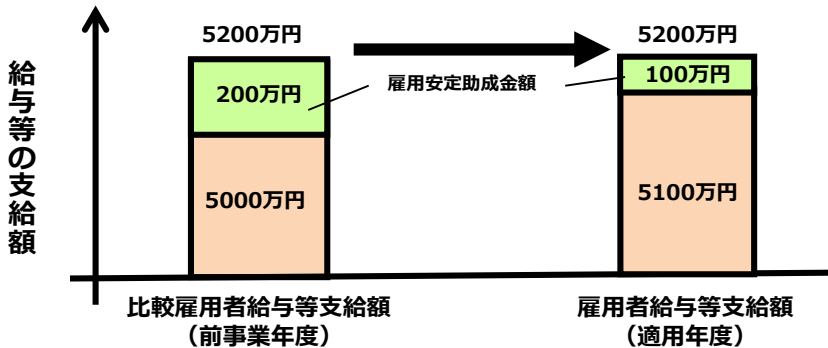 給与等の支給額
5200万円
200万円
5000万円
雇用安定助成金額
5200万円
100万円
5100万円
比較雇用者給与等支給額
（前事業年度）
雇用者給与等支給額
（適用年度）